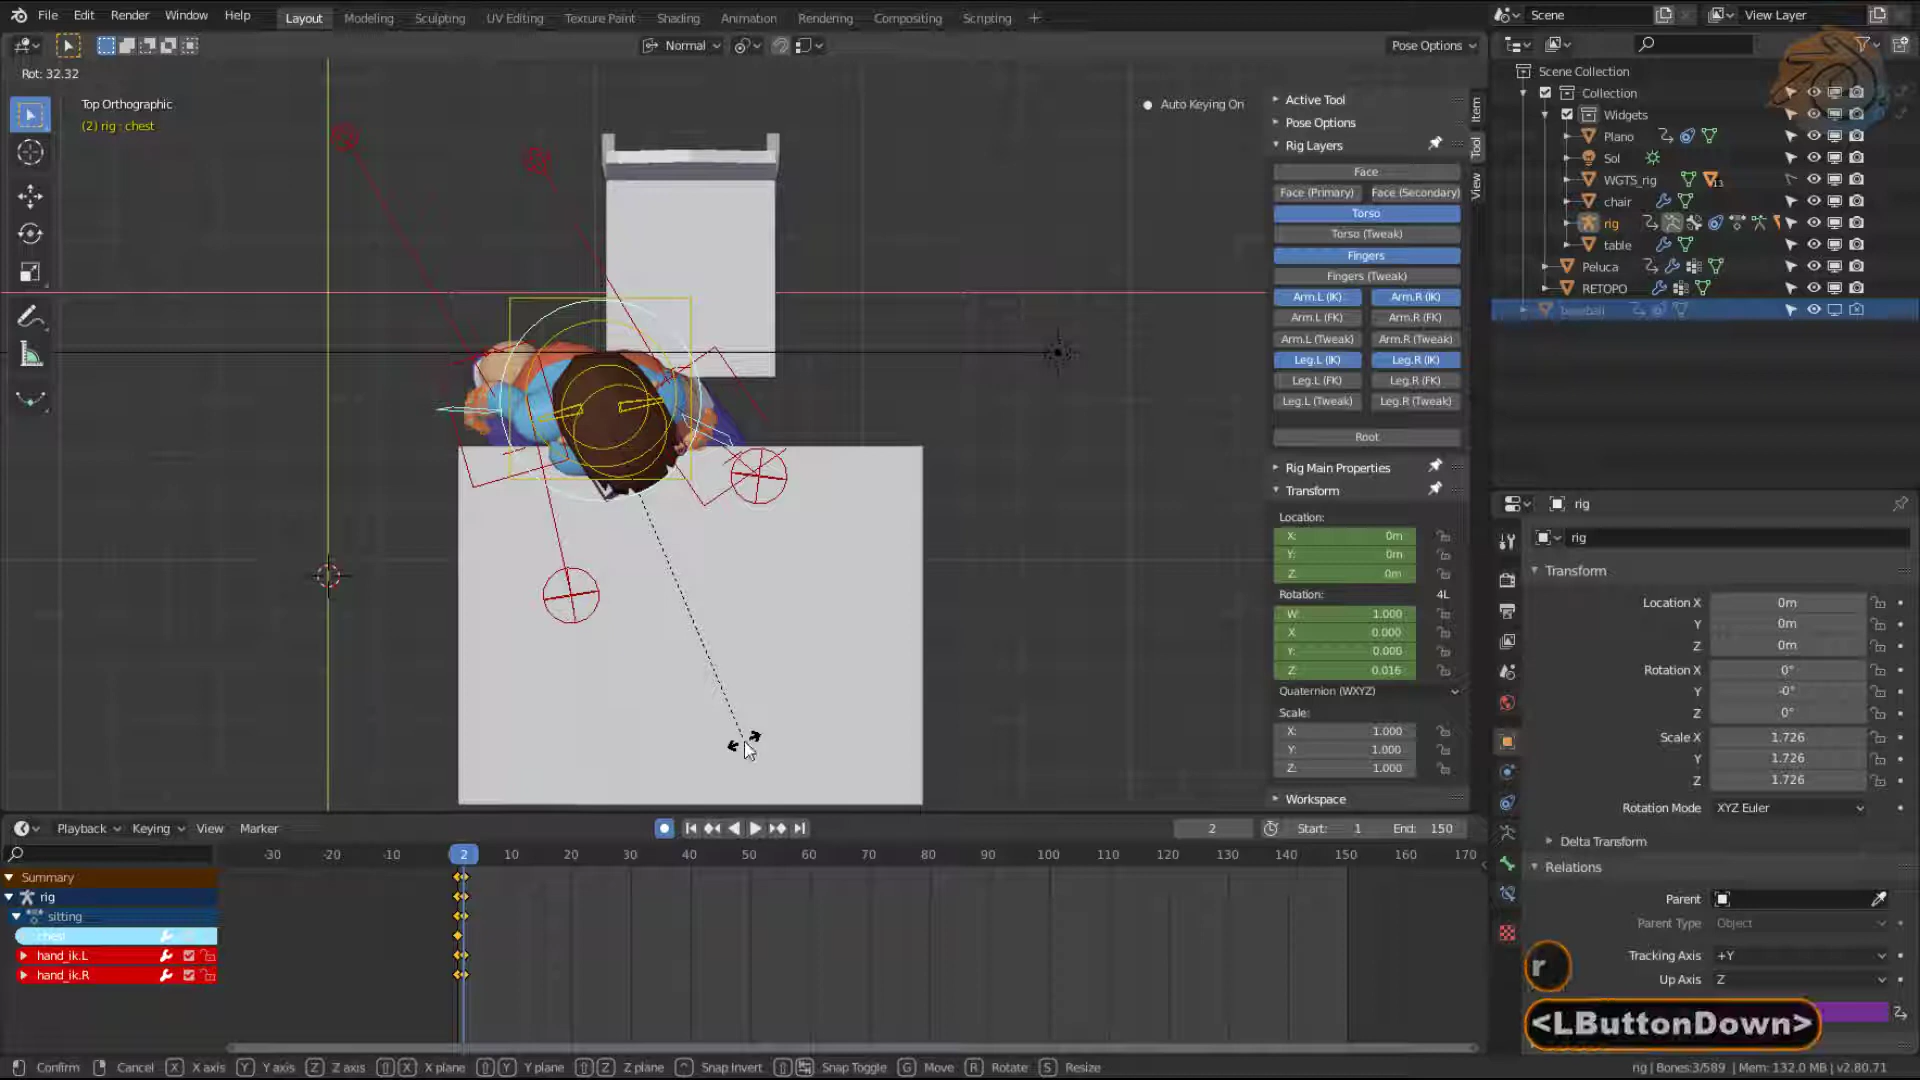 File Edit Render Window Help
Layout Modeling Sculpting UV Editing Texture Paint Shading Animation Rendering Compositing Scripting +
Scene
View Layer
Normal
Pose Options
Rot: 32.32
Top Orthographic
(2) rig : chest
Auto Keying On
Active Tool
Pose Options
Rig Layers
Face
Face (Primary) Face (Secondary)
Torso
Torso (Tweak)
Fingers
Fingers (Tweak)
Arm.L (IK) Arm.R (IK)
Arm.L (FK) Arm.R (FK)
Arm.L (Tweak) Arm.R (Tweak)
Leg.L (IK) Leg.R (IK)
Leg.L (FK) Leg.R (FK)
Leg.L (Tweak) Leg.R (Tweak)
Root
Rig Main Properties
Transform
Location:
X: 0m
Y: 0m
Z: 0m
Rotation: 4L
W: 1.000
X 0.000
Y: 0.000
Z: 0.016
Quaternion (WXYZ)
Scale:
X: 1.000
Y: 1.000
Z: 1.000
Workspace
Item
Tool
View
Scene Collection
Collection
Widgets
Plano
Sol
WGTS_rig 13
chair
rig
table
Peluca
RETOPO
rig
rig
Transform
Location X 0m
Y 0m
Z 0m
Rotation X 0°
Y -0°
Z 0°
Scale X 1.726
Y 1.726
Z 1.726
Rotation Mode XYZ Euler
Delta Transform
Relations
Parent
Parent Type Object
Tracking Axis +Y
Up Axis Z
r
<LButtonDown>
Playback Keying View Marker
2 Start: 1 End: 150
-30 -20 -10 2 10 20 30 40 50 60 70 80 90 100 110 120 130 140 150 160 170
Summary
rig
sitting
chest
hand_ik.L
hand_ik.R
Confirm Cancel X X axis Y Y axis Z Z axis X X plane Y Y plane Z Z plane Snap Invert Snap Toggle G Move R Rotate S Resize
rig | Bones:3/589 | Mem: 132.0 MB | v2.80.71